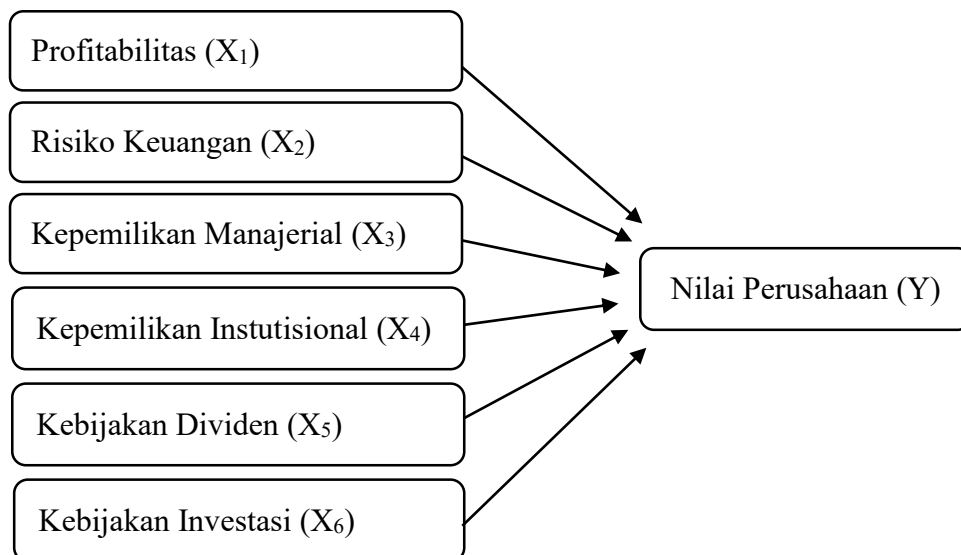 Profitabilitas (X₁)
Risiko Keuangan (X₂)
Kepemilikan Manajerial (X₃)
Nilai Perusahaan (Y)
Kepemilikan Instutisional (X₄)
Kebijakan Dividen (X₅)
Kebijakan Investasi (X₆)